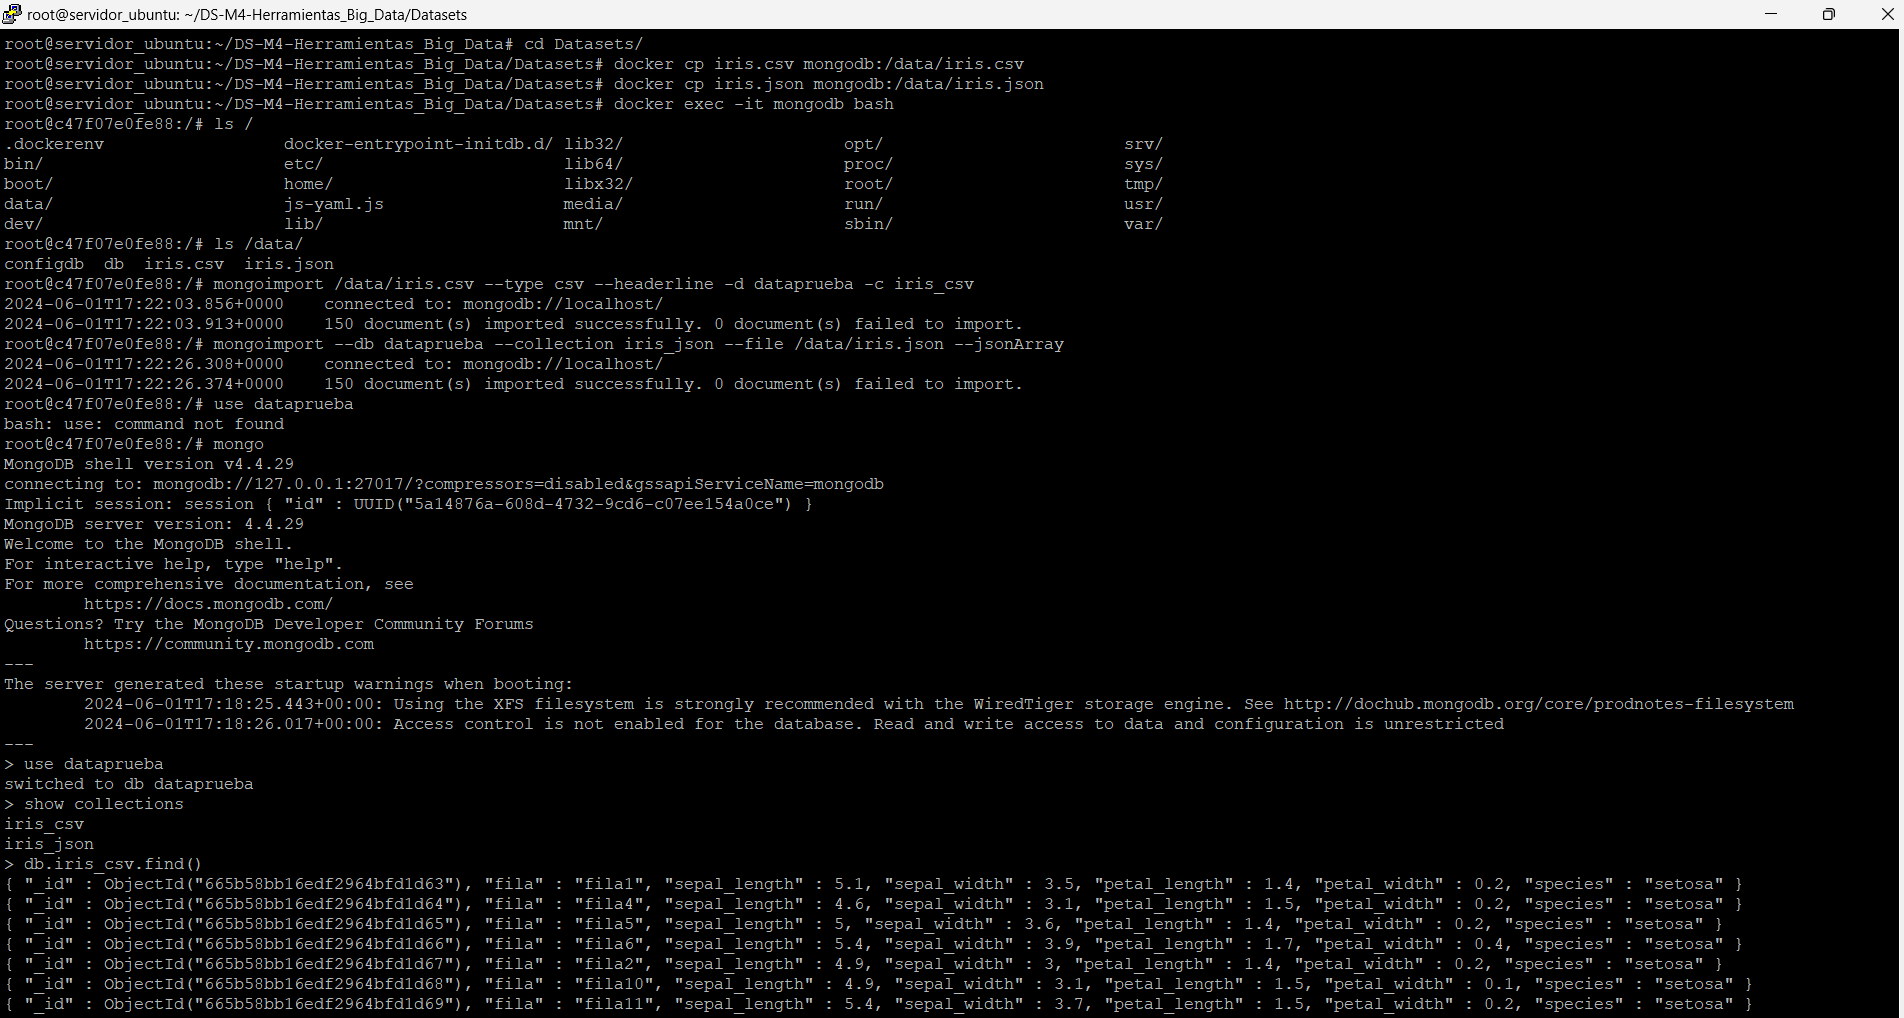 root@servidor_ubuntu: ~/DS-M4-Herramientas_Big_Data/Datasets
root@servidor_ubuntu:~/DS-M4-Herramientas_Big_Data# cd Datasets/
root@servidor_ubuntu:~/DS-M4-Herramientas_Big_Data/Datasets# docker cp iris.csv mongodb:/data/iris.csv
root@servidor_ubuntu:~/DS-M4-Herramientas_Big_Data/Datasets# docker cp iris.json mongodb:/data/iris.json
root@servidor_ubuntu:~/DS-M4-Herramientas_Big_Data/Datasets# docker exec -it mongodb bash
root@c47f07e0fe88:/# ls /
.dockerenv docker-entrypoint-initdb.d/ lib32/ opt/ srv/
bin/ etc/ lib64/ proc/ sys/
boot/ home/ libx32/ root/ tmp/
data/ js-yaml.js media/ run/ usr/
dev/ lib/ mnt/ sbin/ var/
root@c47f07e0fe88:/# ls /data/
configdb  db  iris.csv  iris.json
root@c47f07e0fe88:/# mongoimport /data/iris.csv --type csv --headerline -d dataprueba -c iris_csv
2024-06-01T17:22:03.856+0000    connected to: mongodb://localhost/
2024-06-01T17:22:03.913+0000    150 document(s) imported successfully. 0 document(s) failed to import.
root@c47f07e0fe88:/# mongoimport --db dataprueba --collection iris_json --file /data/iris.json --jsonArray
2024-06-01T17:22:26.308+0000    connected to: mongodb://localhost/
2024-06-01T17:22:26.374+0000    150 document(s) imported successfully. 0 document(s) failed to import.
root@c47f07e0fe88:/# use dataprueba
bash: use: command not found
root@c47f07e0fe88:/# mongo
MongoDB shell version v4.4.29
connecting to: mongodb://127.0.0.1:27017/?compressors=disabled&gssapiServiceName=mongodb
Implicit session: session { "id" : UUID("5a14876a-608d-4732-9cd6-c07ee154a0ce") }
MongoDB server version: 4.4.29
Welcome to the MongoDB shell.
For interactive help, type "help".
For more comprehensive documentation, see
        https://docs.mongodb.com/
Questions? Try the MongoDB Developer Community Forums
        https://community.mongodb.com
---
The server generated these startup warnings when booting:
        2024-06-01T17:18:25.443+00:00: Using the XFS filesystem is strongly recommended with the WiredTiger storage engine. See http://dochub.mongodb.org/core/prodnotes-filesystem
        2024-06-01T17:18:26.017+00:00: Access control is not enabled for the database. Read and write access to data and configuration is unrestricted
---
> use dataprueba
switched to db dataprueba
> show collections
iris_csv
iris_json
> db.iris_csv.find()
{ "_id" : ObjectId("665b58bb16edf2964bfd1d63"), "fila" : "fila1", "sepal_length" : 5.1, "sepal_width" : 3.5, "petal_length" : 1.4, "petal_width" : 0.2, "species" : "setosa" }
{ "_id" : ObjectId("665b58bb16edf2964bfd1d64"), "fila" : "fila4", "sepal_length" : 4.6, "sepal_width" : 3.1, "petal_length" : 1.5, "petal_width" : 0.2, "species" : "setosa" }
{ "_id" : ObjectId("665b58bb16edf2964bfd1d65"), "fila" : "fila5", "sepal_length" : 5, "sepal_width" : 3.6, "petal_length" : 1.4, "petal_width" : 0.2, "species" : "setosa" }
{ "_id" : ObjectId("665b58bb16edf2964bfd1d66"), "fila" : "fila6", "sepal_length" : 5.4, "sepal_width" : 3.9, "petal_length" : 1.7, "petal_width" : 0.4, "species" : "setosa" }
{ "_id" : ObjectId("665b58bb16edf2964bfd1d67"), "fila" : "fila2", "sepal_length" : 4.9, "sepal_width" : 3, "petal_length" : 1.4, "petal_width" : 0.2, "species" : "setosa" }
{ "_id" : ObjectId("665b58bb16edf2964bfd1d68"), "fila" : "fila10", "sepal_length" : 4.9, "sepal_width" : 3.1, "petal_length" : 1.5, "petal_width" : 0.1, "species" : "setosa" }
{ "_id" : ObjectId("665b58bb16edf2964bfd1d69"), "fila" : "fila11", "sepal_length" : 5.4, "sepal_width" : 3.7, "petal_length" : 1.5, "petal_width" : 0.2, "species" : "setosa" }